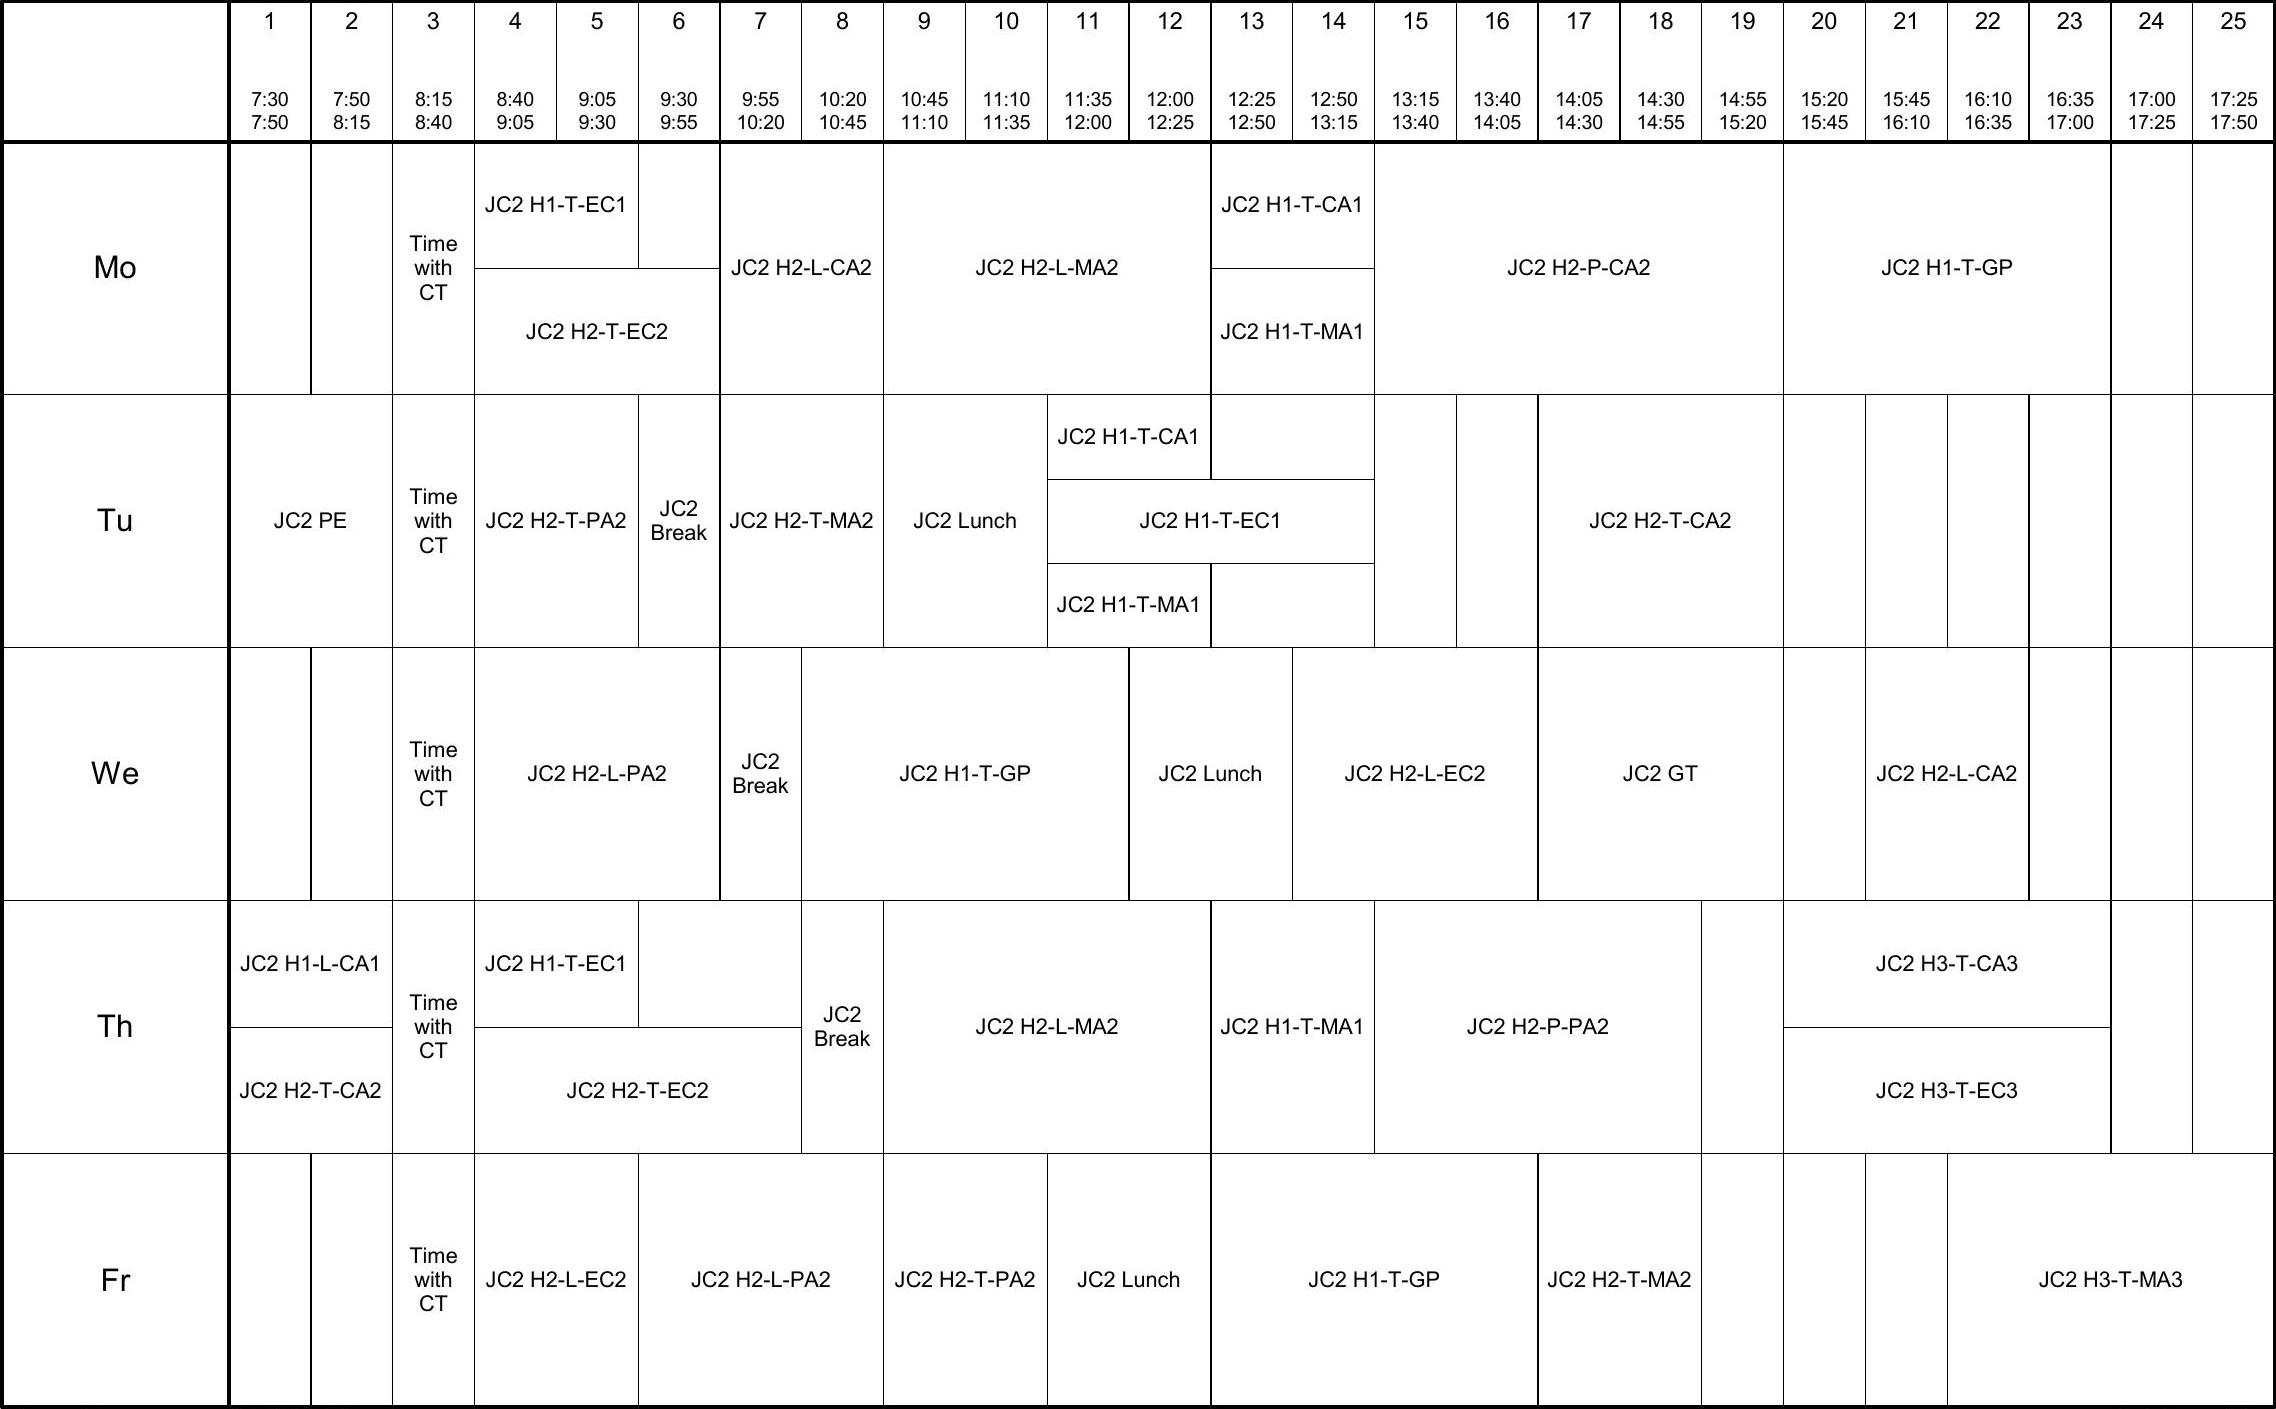 1 2 3 4 5 6 7 8 9 10 11 12 13 14 15 16 17 18 19 20 21 22 23 24 25
7:30 7:50 8:15 8:40 9:05 9:30 9:55 10:20 10:45 11:10 11:35 12:00 12:25 12:50 13:15 13:40 14:05 14:30 14:55 15:20 15:45 16:10 16:35 17:00 17:25
7:50 8:15 8:40 9:05 9:30 9:55 10:20 10:45 11:10 11:35 12:00 12:25 12:50 13:15 13:40 14:05 14:30 14:55 15:20 15:45 16:10 16:35 17:00 17:25 17:50
Mo
Time
with
CT
JC2 H1-T-EC1
JC2 H2-T-EC2
JC2 H2-L-CA2
JC2 H2-L-MA2
JC2 H1-T-CA1
JC2 H1-T-MA1
JC2 H2-P-CA2
JC2 H1-T-GP
Tu
JC2 PE
Time
with
CT
JC2 H2-T-PA2
JC2
Break
JC2 H2-T-MA2
JC2 Lunch
JC2 H1-T-CA1
JC2 H1-T-EC1
JC2 H1-T-MA1
JC2 H2-T-CA2
We
Time
with
CT
JC2 H2-L-PA2
JC2
Break
JC2 H1-T-GP
JC2 Lunch
JC2 H2-L-EC2
JC2 GT
JC2 H2-L-CA2
Th
JC2 H1-L-CA1
JC2 H2-T-CA2
Time
with
CT
JC2 H1-T-EC1
JC2 H2-T-EC2
JC2
Break
JC2 H2-L-MA2
JC2 H1-T-MA1
JC2 H2-P-PA2
JC2 H3-T-CA3
JC2 H3-T-EC3
Fr
Time
with
CT
JC2 H2-L-EC2
JC2 H2-L-PA2
JC2 H2-T-PA2
JC2 Lunch
JC2 H1-T-GP
JC2 H2-T-MA2
JC2 H3-T-MA3